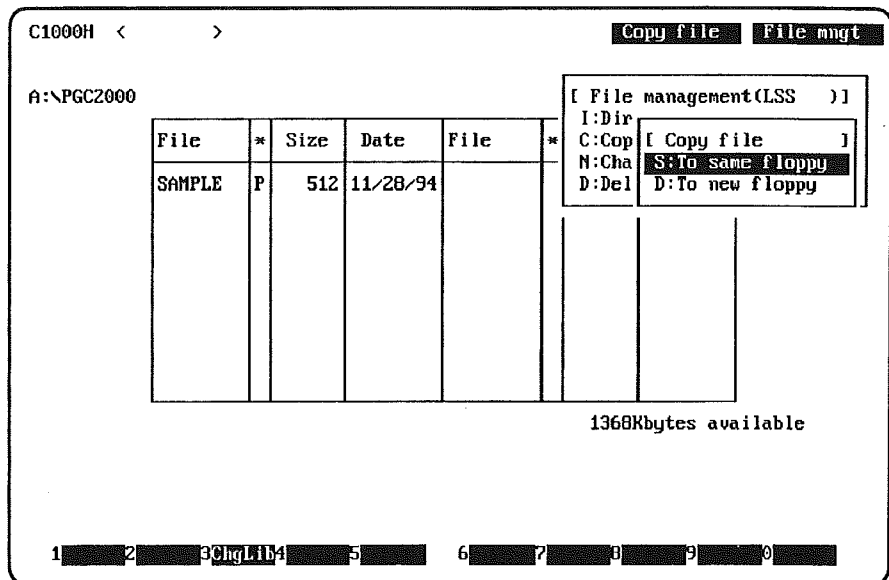 C1000H < > Copy file File mngt
A:\PGC2000
[ File management(LSS )]
I:Dir
C:Cop
N:Cha
D:Del
[ Copy file ]
S:To same floppy
D:To new floppy
File * Size Date File *
SAMPLE P 512 11/28/94
1368Kbytes available
1 2 3ChgLib4 5 6 7 8 9 0